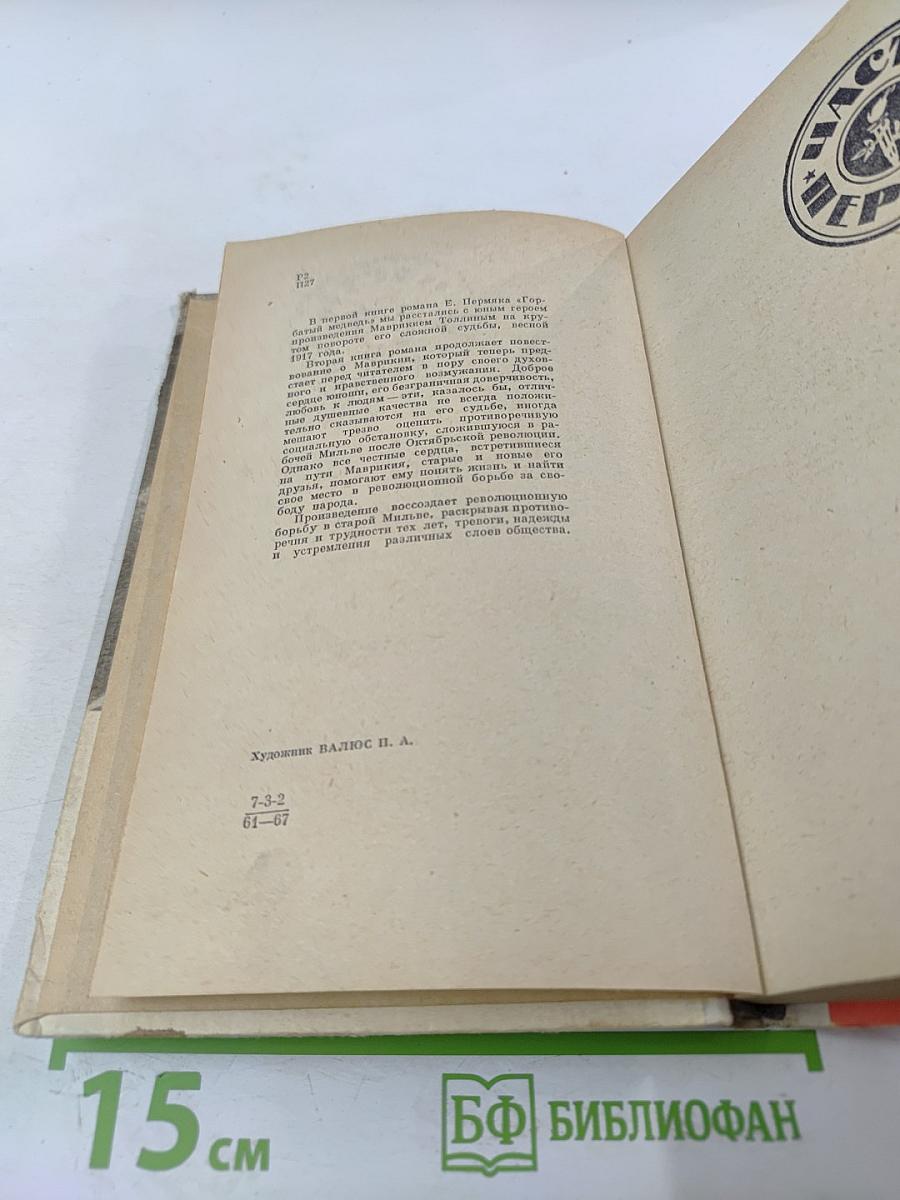 Р2
П27
В первой книге романа Е. Пермяка «Гор-
батый медведь» мы расстались с юным героем
произведения Маврикием Толлиным на кру-
том повороте его сложной судьбы, весной
1917 года.
Вторая книга романа продолжает повест-
вование о Маврикии, который теперь пред-
стает перед читателем в пору своего духов-
ного и нравственного возмужания. Доброе
сердце юноши, его безграничная доверчивость,
любовь к людям — эти, казалось бы, отлич-
ные душевные качества не всегда положи-
тельно сказываются на его судьбе, иногда
мешают трезво оценить противоречивую
социальную обстановку, сложившуюся в ра-
бочей Мильве после Октябрьской революции.
Однако все честные сердца, встретившиеся
на пути Маврикия, старые и новые его
друзья, помогают ему понять жизнь и найти
свое место в революционной борьбе за сво-
боду народа.
Произведение воссоздает революционную
борьбу в старой Мильве, раскрывая противо-
речия и трудности тех лет, тревоги, надежды
и устремления различных слоев общества.
Художник ВАЛЮС П. А.
7-3-2
61—67
ЧАСТ
ПЕР
15 см
БФ БИБЛИОФАН